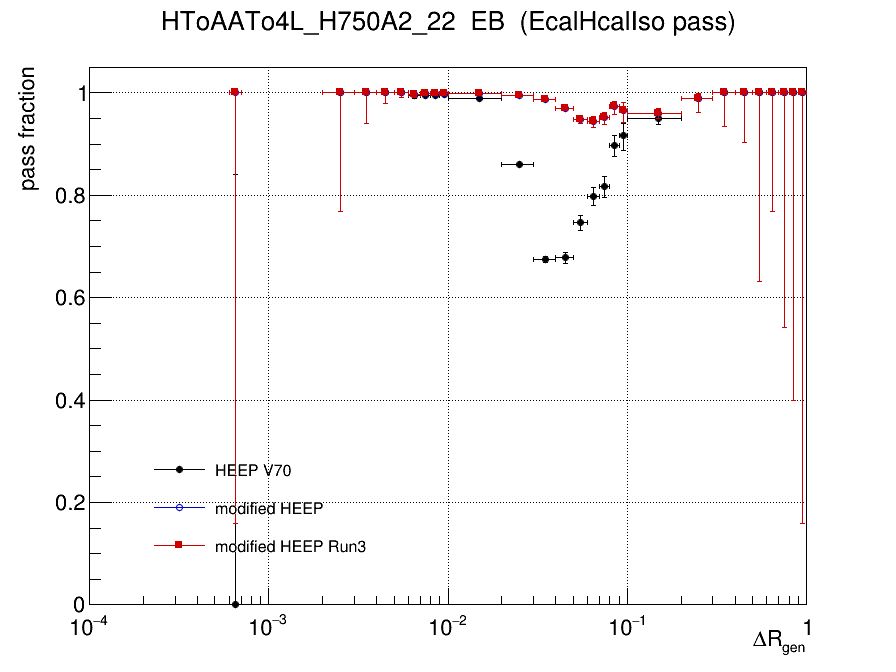 HToAATo4L_H750A2_22 EB (EcalHcalIso pass)
pass fraction
1
0.8
0.6
0.4
0.2
0
HEEP V70
modified HEEP
modified HEEP Run3
10⁻⁴ 10⁻³ 10⁻² 10⁻¹ 1
ΔR_gen